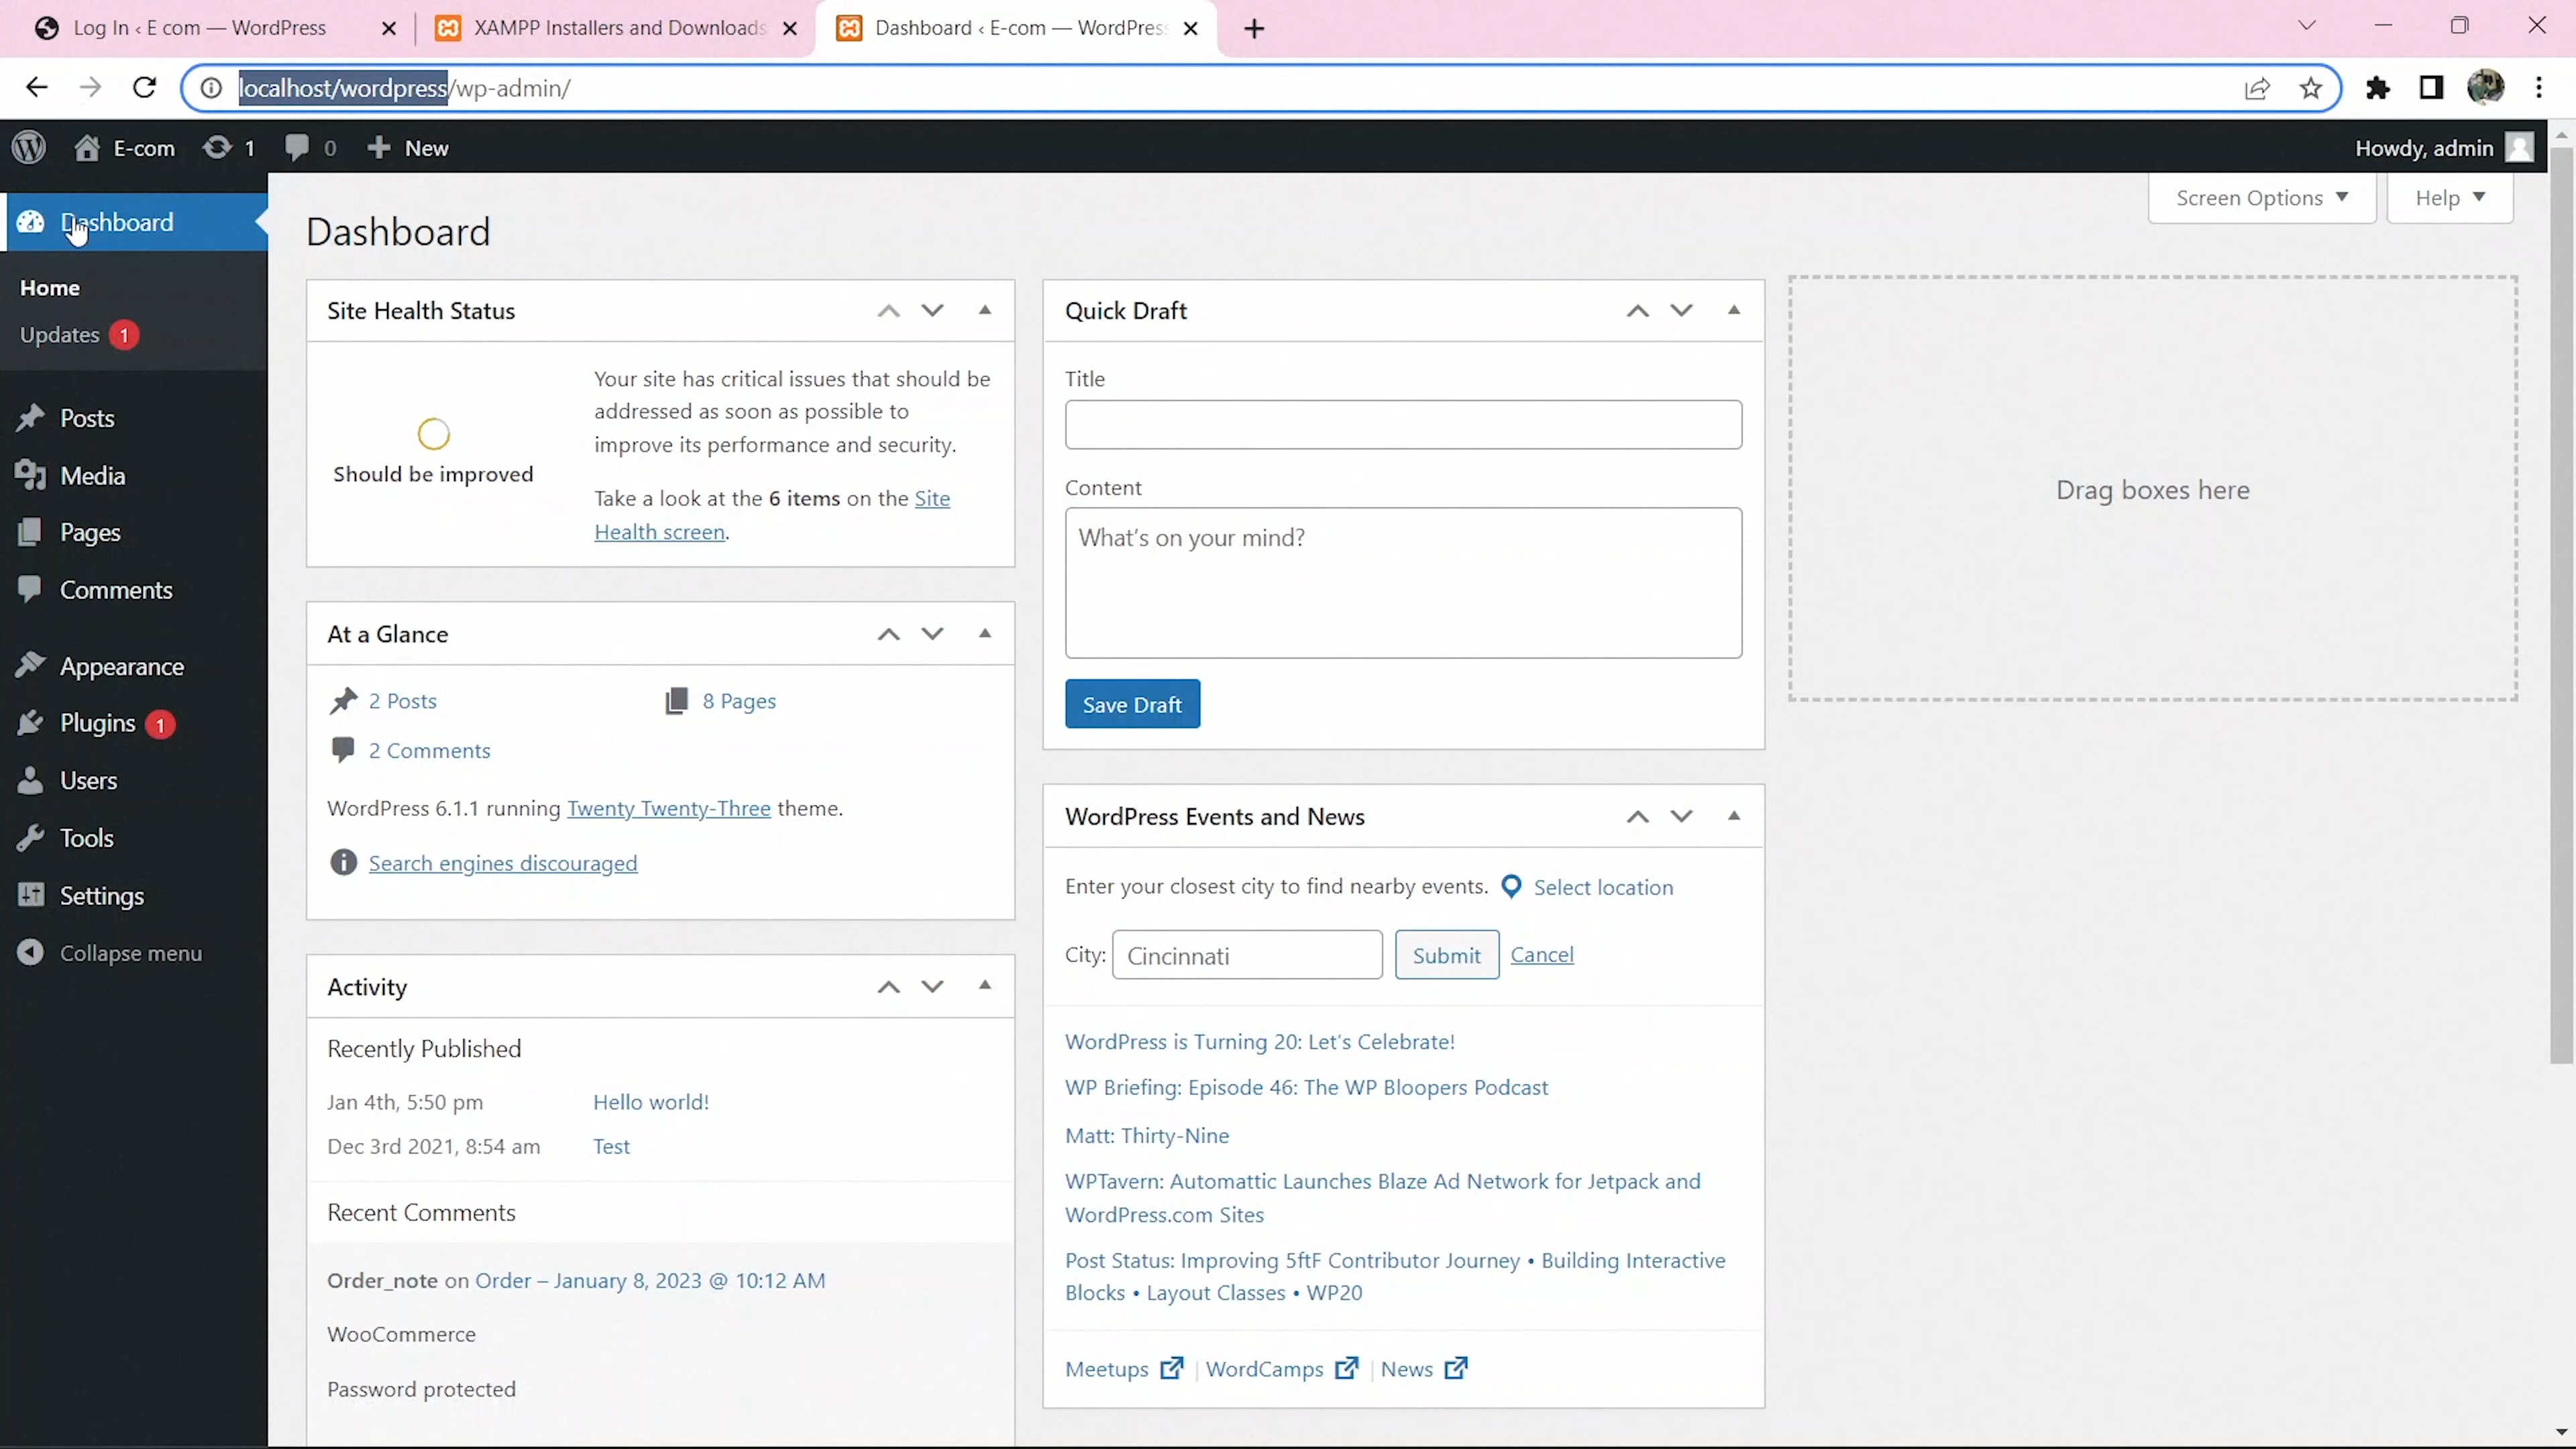 Log In ‹ E com — WordPress
XAMPP Installers and Downloads
Dashboard ‹ E-com — WordPress
localhost/wordpress/wp-admin/
E-com
1
0
New
Howdy, admin
Dashboard
Home
Updates 1
Posts
Media
Pages
Comments
Appearance
Plugins 1
Users
Tools
Settings
Collapse menu
Screen Options
Help
Dashboard
Site Health Status
Should be improved
Your site has critical issues that should be
addressed as soon as possible to
improve its performance and security.
Take a look at the 6 items on the Site
Health screen.
At a Glance
2 Posts
8 Pages
2 Comments
WordPress 6.1.1 running Twenty Twenty-Three theme.
Search engines discouraged
Activity
Recently Published
Jan 4th, 5:50 pm Hello world!
Dec 3rd 2021, 8:54 am Test
Recent Comments
Order_note on Order – January 8, 2023 @ 10:12 AM
WooCommerce
Password protected
Quick Draft
Title
Content
What's on your mind?
Save Draft
WordPress Events and News
Enter your closest city to find nearby events. Select location
City: Cincinnati Submit Cancel
WordPress is Turning 20: Let's Celebrate!
WP Briefing: Episode 46: The WP Bloopers Podcast
Matt: Thirty-Nine
WPTavern: Automattic Launches Blaze Ad Network for Jetpack and
WordPress.com Sites
Post Status: Improving 5ftF Contributor Journey • Building Interactive
Blocks • Layout Classes • WP20
Meetups | WordCamps | News
Drag boxes here